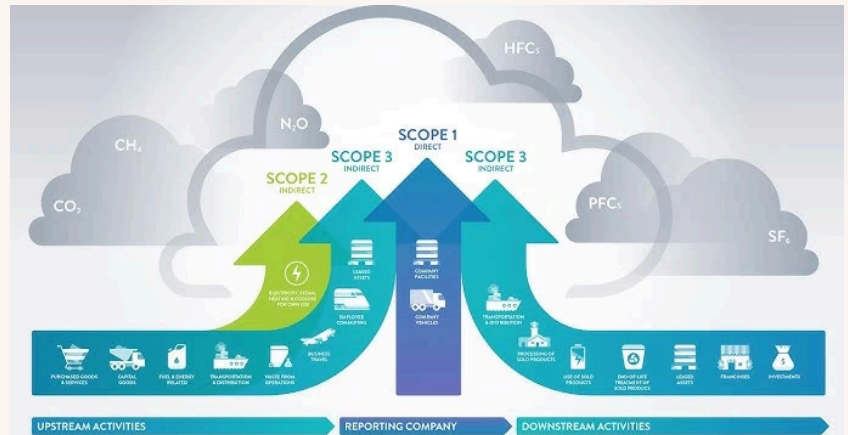 HFCs
N₂O
CH₄
CO₂
PFCs
SF₆
SCOPE 1
DIRECT
SCOPE 3
INDIRECT
SCOPE 3
INDIRECT
SCOPE 2
INDIRECT
ELECTRICITY, STEAM,
HEATING & COOLING
FOR OWN USE
LEASED
ASSETS
EMPLOYEE
COMMUTING
BUSINESS
TRAVEL
COMPANY
FACILITIES
COMPANY
VEHICLES
TRANSPORTATION
& DISTRIBUTION
PROCESSING OF
SOLD PRODUCTS
PURCHASED GOODS
& SERVICES
CAPITAL
GOODS
FUEL & ENERGY
RELATED
TRANSPORTATION
& DISTRIBUTION
WASTE FROM
OPERATIONS
USE OF SOLD
PRODUCTS
END OF LIFE
TREATMENT OF
SOLD PRODUCTS
LEASED
ASSETS
FRANCHISES
INVESTMENTS
UPSTREAM ACTIVITIES
REPORTING COMPANY
DOWNSTREAM ACTIVITIES